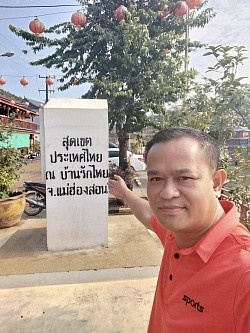 สุดเขต
ประเทศไทย
ณ บ้านรักไทย
จ.แม่ฮ่องสอน
sports